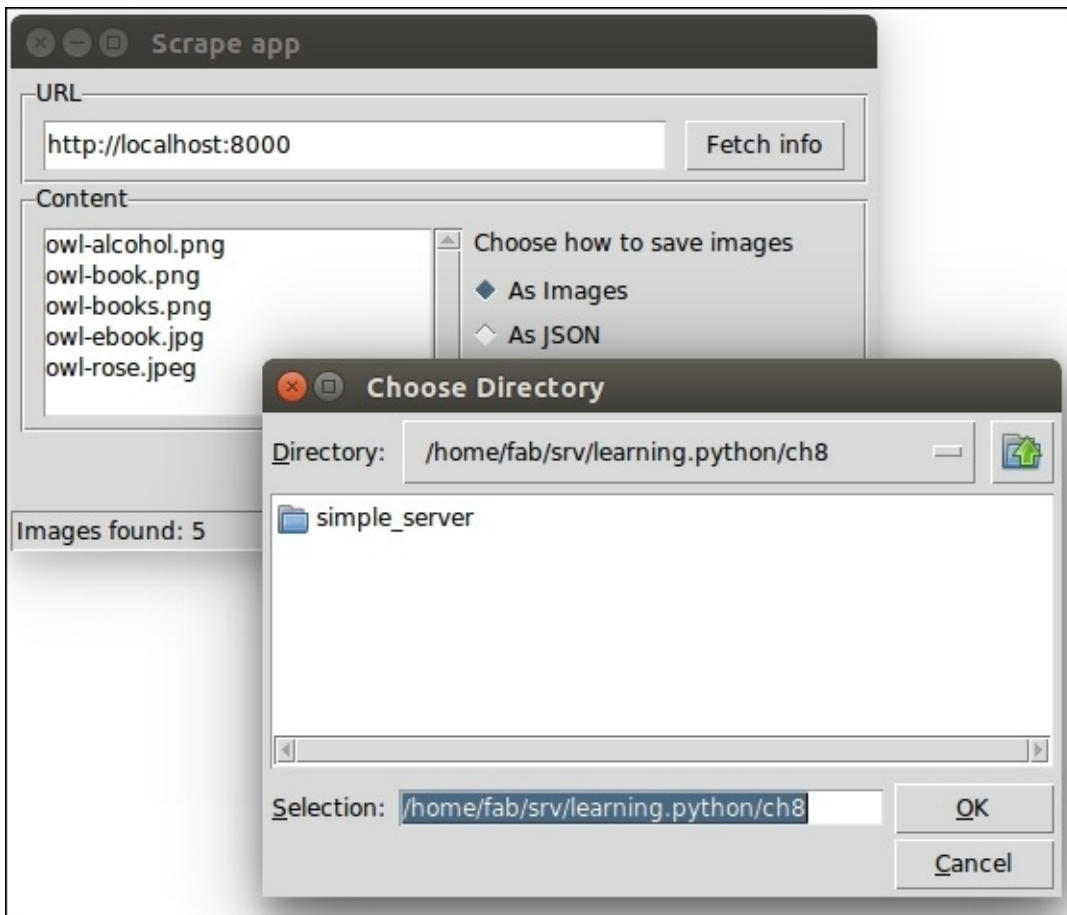 Scrape app
URL
http://localhost:8000
Fetch info
Content
owl-alcohol.png
owl-book.png
owl-books.png
owl-ebook.jpg
owl-rose.jpeg
Choose how to save images
As Images
As JSON
Images found: 5
Choose Directory
Directory: /home/fab/srv/learning.python/ch8
simple_server
Selection: /home/fab/srv/learning.python/ch8
OK
Cancel